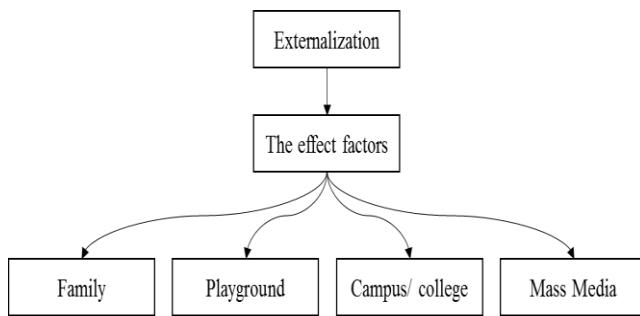 Externalization
The effect factors
Family
Playground
Campus/ college
Mass Media